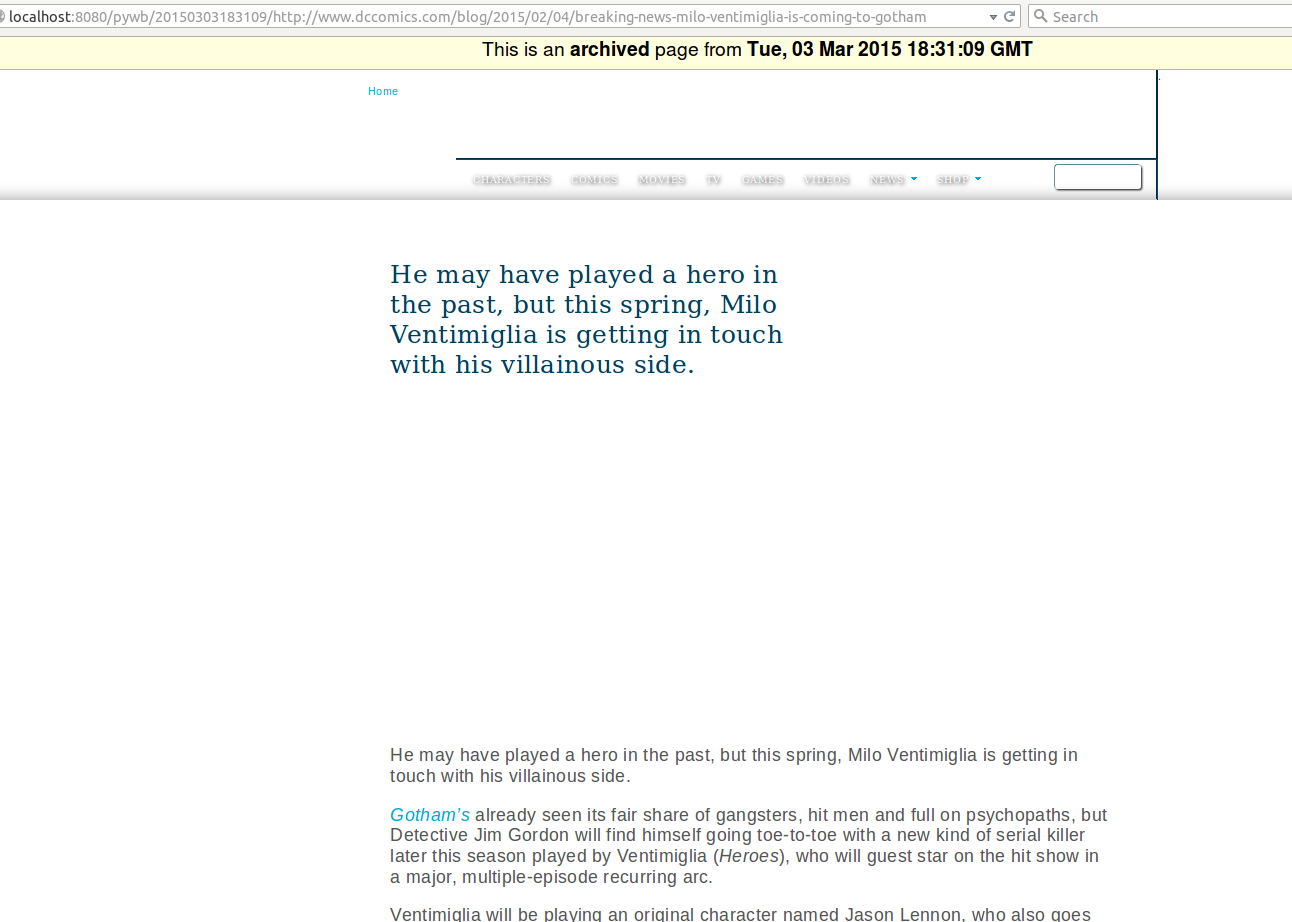 localhost:8080/pywb/20150303183109/http://www.dccomics.com/blog/2015/02/04/breaking-news-milo-ventimiglia-is-coming-to-gotham
Search
This is an archived page from Tue, 03 Mar 2015 18:31:09 GMT
Home
CHARACTERS COMICS MOVIES TV GAMES VIDEOS NEWS SHOP
He may have played a hero in
the past, but this spring, Milo
Ventimiglia is getting in touch
with his villainous side.
He may have played a hero in the past, but this spring, Milo Ventimiglia is getting in
touch with his villainous side.
Gotham’s already seen its fair share of gangsters, hit men and full on psychopaths, but
Detective Jim Gordon will find himself going toe-to-toe with a new kind of serial killer
later this season played by Ventimiglia (Heroes), who will guest star on the hit show in
a major, multiple-episode recurring arc.
Ventimiglia will be playing an original character named Jason Lennon, who also goes